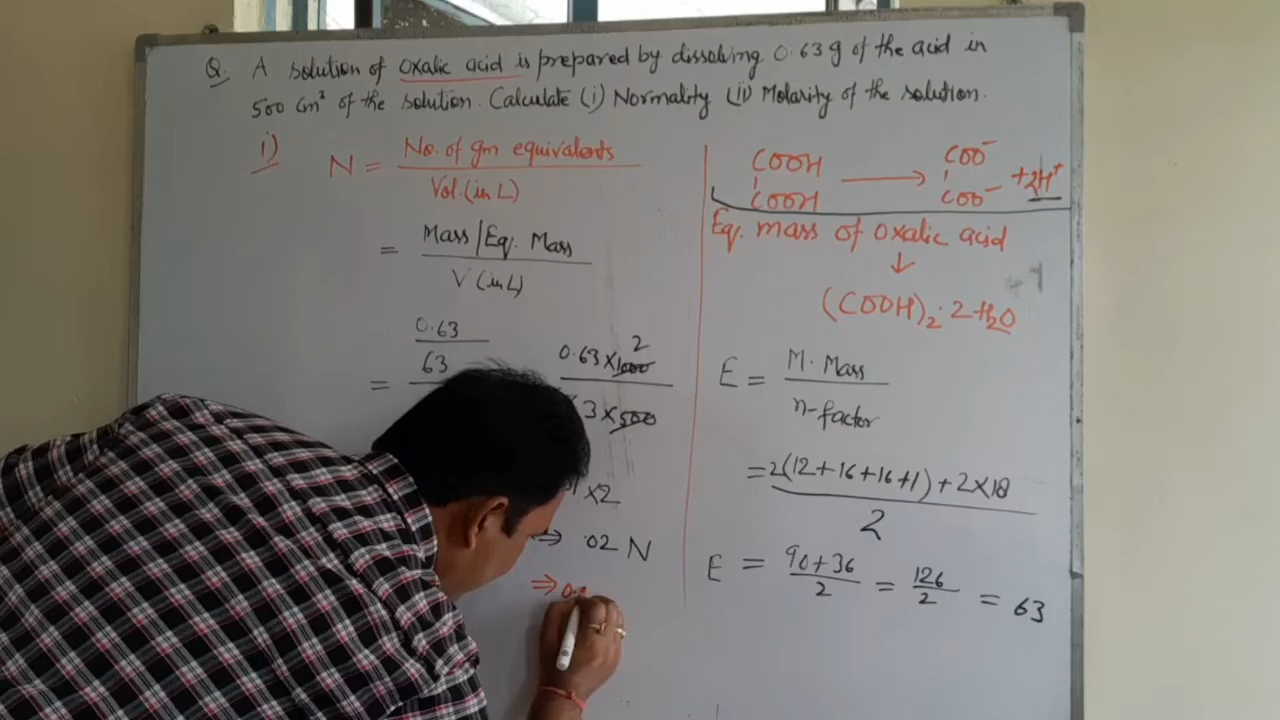 Q. A solution of oxalic acid is prepared by dissolving 0.63 g of the acid in
500 cm³ of the solution. Calculate (i) Normality (ii) Molarity of the solution.
i) N = No. of gm equivalents / Vol. (in L)
= Mass/Eq. Mass / V (in L)
= 0.63 / 63
0.63 × 1000 2 / 3 × 500
× 2
⇒ .02 N
⇒
COOH COOH → COO⁻ COO⁻ + 2H⁺
Eq. mass of oxalic acid
↓
(COOH)₂. 2H₂O
E = M. Mass / n-factor
= 2(12+16+16+1) + 2×18 / 2
E = 90+36 / 2 = 126 / 2 = 63